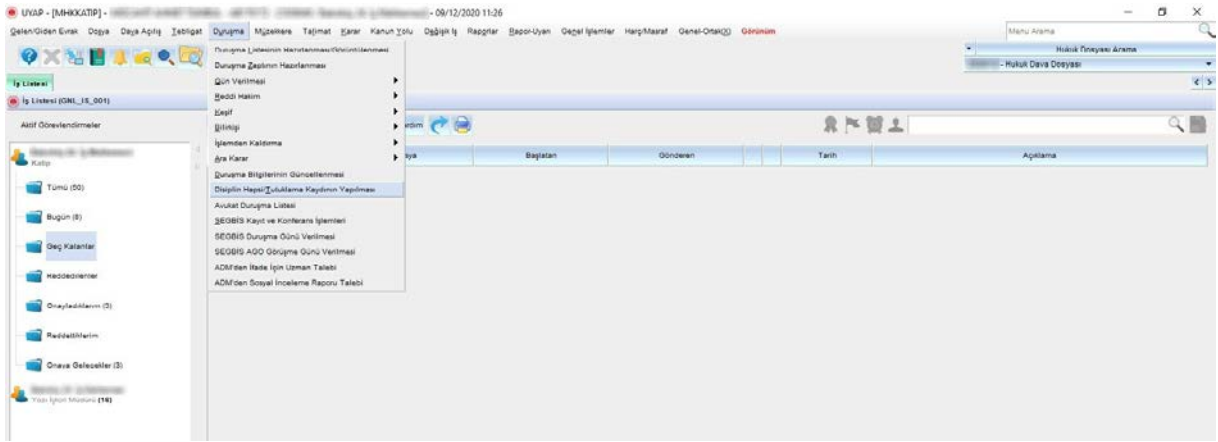 UYAP - [MHKKATIP] - - 09/12/2020 11:26
Gelen/Giden Evrak Dosya Dava Açılış Tebligat Duruşma Müzekkere Talimat Karar Kanun Yolu Değişik İş Raporlar Rapor-Uyarı Genel İşlemler Harç/Masraf Genel-Ortak(X) Görünüm
Menu Arama
Hukuk Dosyası Arama
- Hukuk Dava Dosyası
İş Listesi
İş Listesi (GNL_IS_001)
Aktif Görevlendirmeler
Katip
Tümü (50)
Bugün (8)
Geç Kalanlar
Reddedilenler
Onayladıklarım (3)
Reddettiklerim
Onaya Gelecekler (3)
Yazı İşleri Müdürü (16)
Duruşma Listesinin Hazırlanması/Görüntülenmesi
Duruşma Zaptının Hazırlanması
Gün Verilmesi
Reddi Hakim
Keşif
Bilirkişi
İşlemden Kaldırma
Ara Karar
Duruşma Bilgilerinin Güncellenmesi
Disiplin Hapsi/Tutuklama Kaydının Yapılması
Avukat Duruşma Listesi
SEGBİS Kayıt ve Konferans İşlemleri
SEGBİS Duruşma Günü Verilmesi
SEGBİS AGO Görüşme Günü Verilmesi
ADM'den İfade İçin Uzman Talebi
ADM'den Sosyal İnceleme Raporu Talebi
Başlatan Gönderen Tarih Açıklama